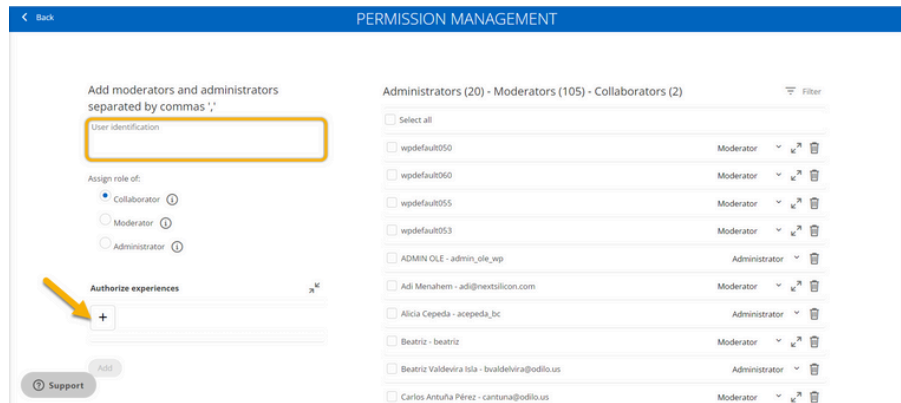 Back
PERMISSION MANAGEMENT
Add moderators and administrators
separated by commas ','
User identification
Assign role of:
Collaborator
Moderator
Administrator
Authorize experiences
+
Add
Support
Administrators (20) - Moderators (105) - Collaborators (2)
Filter
Select all
wpdefault050 Moderator
wpdefault060 Moderator
wpdefault055 Moderator
wpdefault053 Moderator
ADMIN OLE - admin_ole_wp Administrator
Adi Menahem - adi@nextsilicon.com Moderator
Alicia Cepeda - acepeda_bc Administrator
Beatriz - beatriz Moderator
Beatriz Valdevira Isla - bvaldelvira@odilo.us Administrator
Carlos Antuña Pérez - cantuna@odilo.us Moderator